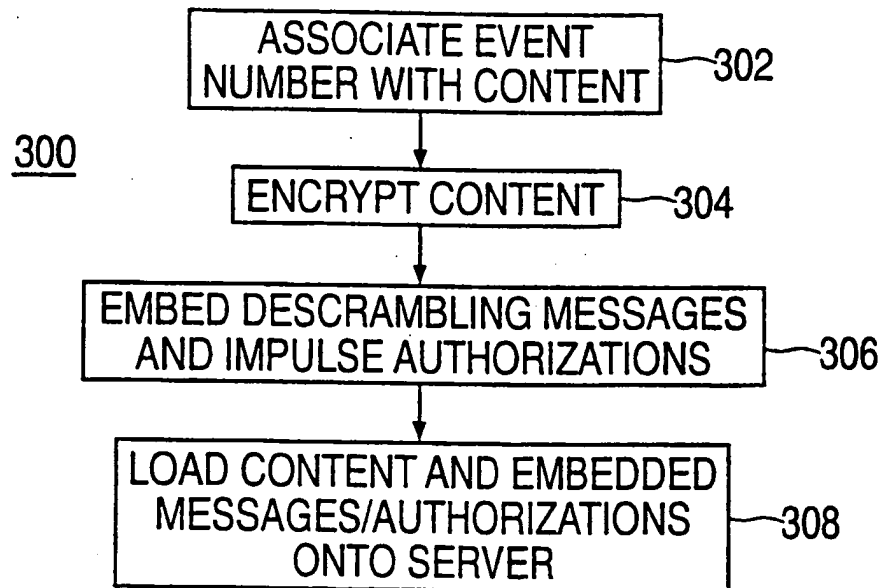 ASSOCIATE EVENT
NUMBER WITH CONTENT
302
300
ENCRYPT CONTENT
304
EMBED DESCRAMBLING MESSAGES
AND IMPULSE AUTHORIZATIONS
306
LOAD CONTENT AND EMBEDDED
MESSAGES/AUTHORIZATIONS
ONTO SERVER
308